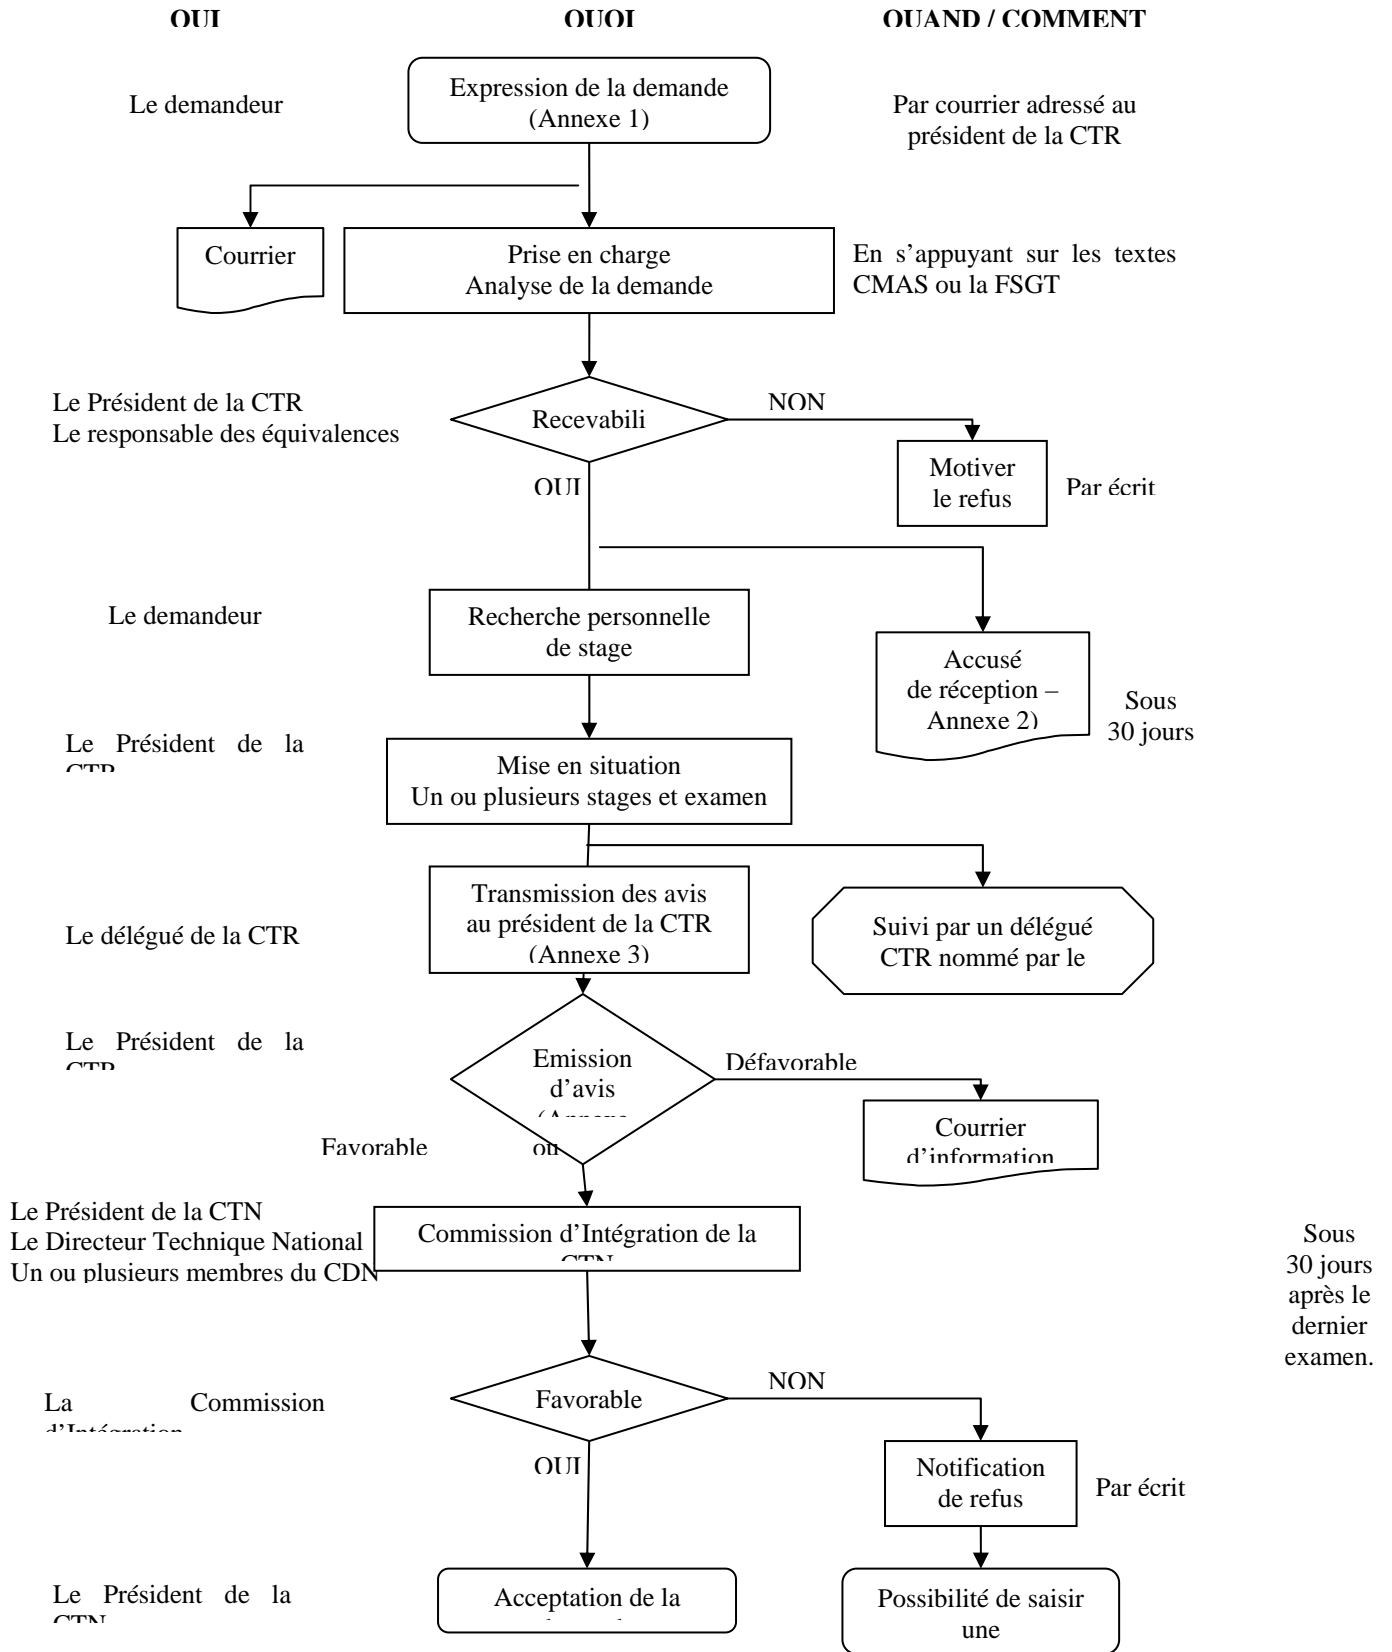 QUI QUOI QUAND / COMMENT
Le demandeur
Expression de la demande
(Annexe 1)
Par courrier adressé au
président de la CTR
Courrier
Prise en charge
Analyse de la demande
En s’appuyant sur les textes
CMAS ou la FSGT
Le Président de la CTR
Le responsable des équivalences
Recevabili
NON
Motiver
le refus
Par écrit
OUI
Le demandeur
Recherche personnelle
de stage
Accusé
de réception –
Annexe 2)
Sous
30 jours
Le Président de la
CTR
Mise en situation
Un ou plusieurs stages et examen
Le délégué de la CTR
Transmission des avis
au président de la CTR
(Annexe 3)
Suivi par un délégué
CTR nommé par le
Le Président de la
CTR
Emission
d’avis
(Annexe
Défavorable
Courrier
d’information
Favorable ou
Le Président de la CTN
Le Directeur Technique National
Un ou plusieurs membres du CDN
Commission d’Intégration de la
CTN
Sous
30 jours
après le
dernier
examen.
La Commission
d’Intégration
Favorable
NON
OUI
Notification
de refus
Par écrit
Le Président de la
CTN
Acceptation de la
Possibilité de saisir
une